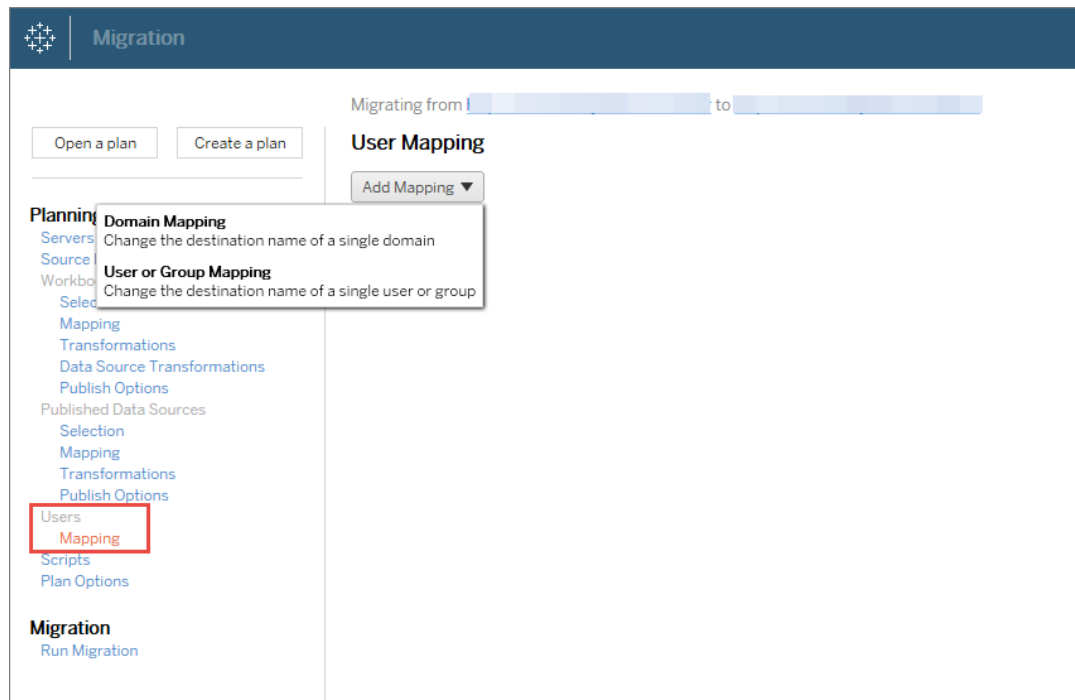 Migration
Migrating from to
Open a plan Create a plan
User Mapping
Add Mapping ▼
Planning
Domain Mapping
Change the destination name of a single domain
User or Group Mapping
Change the destination name of a single user or group
Servers
Source
Selec
Mapping
Transformations
Data Source Transformations
Publish Options
Published Data Sources
Selection
Mapping
Transformations
Publish Options
Users
Mapping
Scripts
Plan Options
Migration
Run Migration